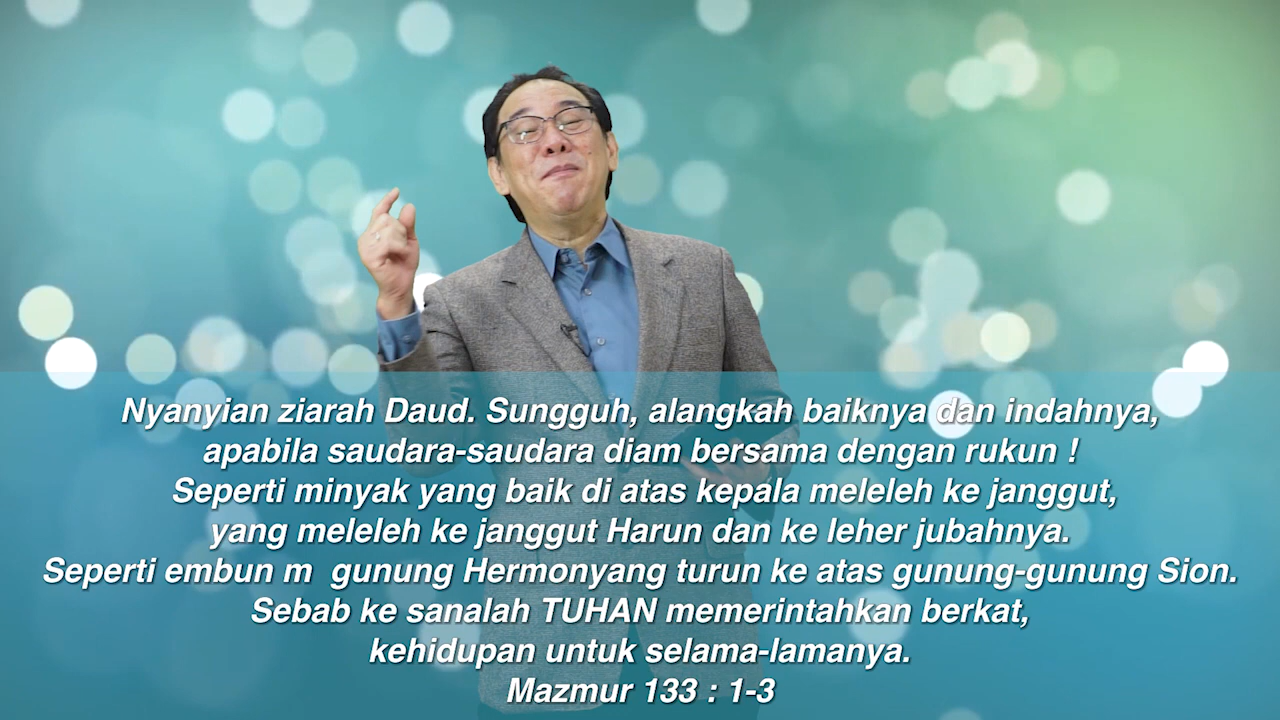 Nyanyian ziarah Daud. Sungguh, alangkah baiknya dan indahnya,
apabila saudara-saudara diam bersama dengan rukun !
Seperti minyak yang baik di atas kepala meleleh ke janggut,
yang meleleh ke janggut Harun dan ke leher jubahnya.
Seperti embun m  gunung Hermonyang turun ke atas gunung-gunung Sion.
Sebab ke sanalah TUHAN memerintahkan berkat,
kehidupan untuk selama-lamanya.
Mazmur 133 : 1-3